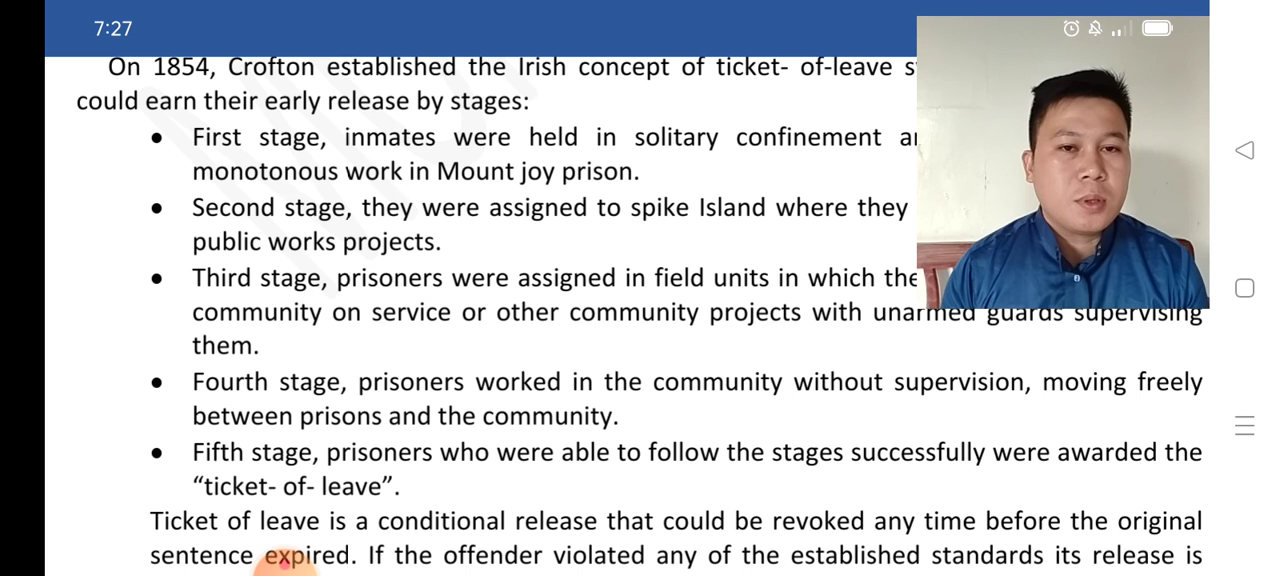 7:27
On 1854, Crofton established the Irish concept of ticket- of-leave
could earn their early release by stages:
• First stage, inmates were held in solitary confinement
monotonous work in Mount joy prison.
• Second stage, they were assigned to spike Island where they
public works projects.
• Third stage, prisoners were assigned in field units in which
community on service or other community projects with unarmed guards supervising
them.
• Fourth stage, prisoners worked in the community without supervision, moving freely
between prisons and the community.
• Fifth stage, prisoners who were able to follow the stages successfully were awarded the
“ticket- of- leave”.
Ticket of leave is a conditional release that could be revoked any time before the original
sentence expired. If the offender violated any of the established standards its release is